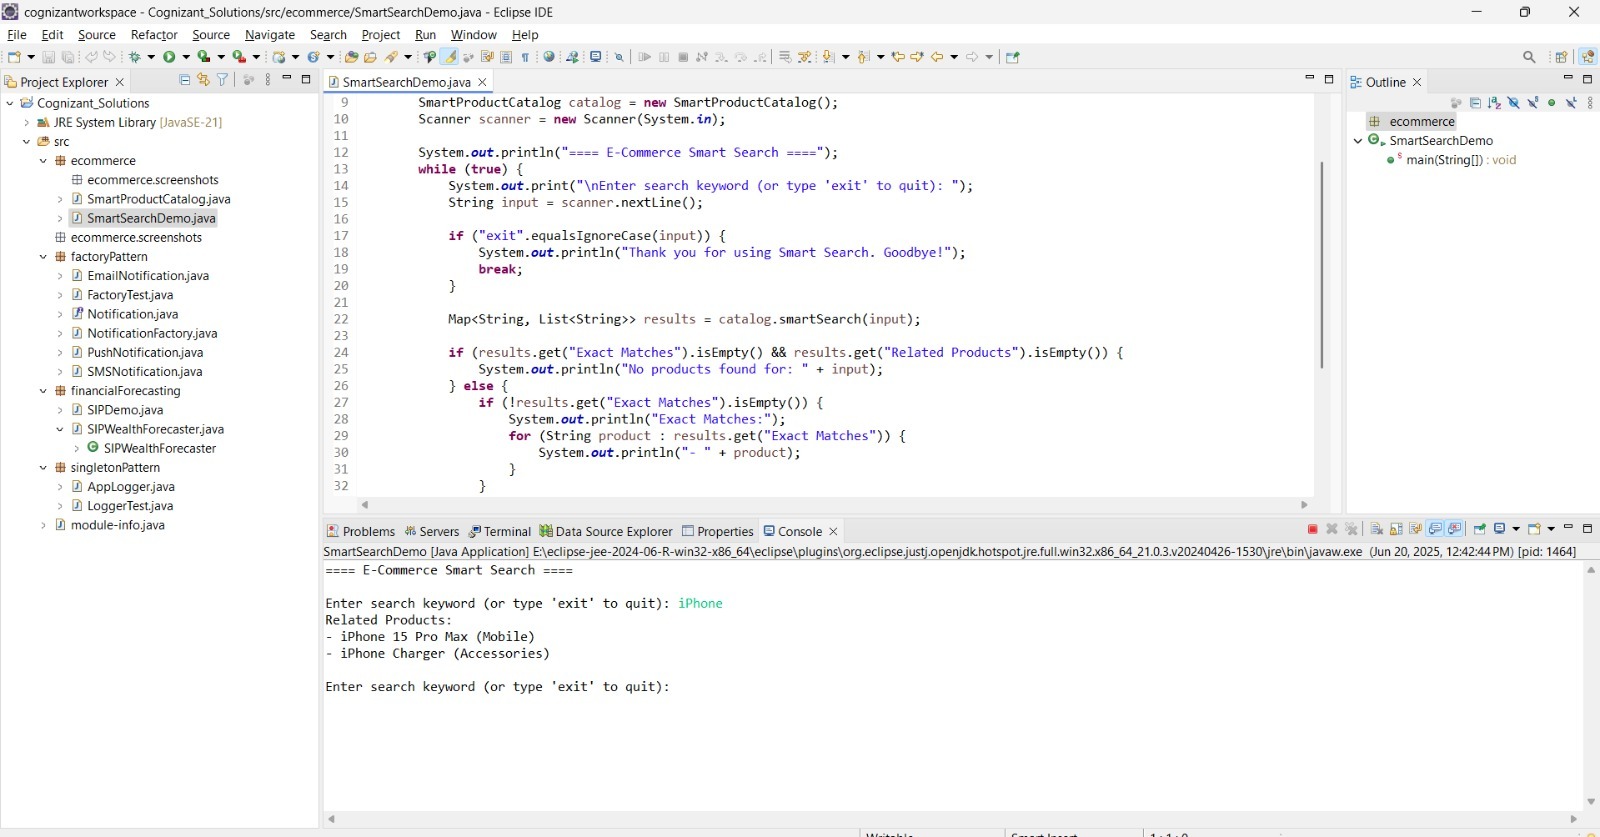 cognizantworkspace - Cognizant_Solutions/src/ecommerce/SmartSearchDemo.java - Eclipse IDE
File Edit Source Refactor Source Navigate Search Project Run Window Help
Project Explorer
Cognizant_Solutions
JRE System Library [JavaSE-21]
src
ecommerce
ecommerce.screenshots
SmartProductCatalog.java
SmartSearchDemo.java
ecommerce.screenshots
factoryPattern
EmailNotification.java
FactoryTest.java
Notification.java
NotificationFactory.java
PushNotification.java
SMSNotification.java
financialForecasting
SIPDemo.java
SIPWealthForecaster.java
SIPWealthForecaster
singletonPattern
AppLogger.java
LoggerTest.java
module-info.java
SmartSearchDemo.java
9 SmartProductCatalog catalog = new SmartProductCatalog();
10 Scanner scanner = new Scanner(System.in);
11
12 System.out.println("==== E-Commerce Smart Search ====");
13 while (true) {
14 System.out.print("\nEnter search keyword (or type 'exit' to quit): ");
15 String input = scanner.nextLine();
16
17 if ("exit".equalsIgnoreCase(input)) {
18 System.out.println("Thank you for using Smart Search. Goodbye!");
19 break;
20 }
21
22 Map<String, List<String>> results = catalog.smartSearch(input);
23
24 if (results.get("Exact Matches").isEmpty() && results.get("Related Products").isEmpty()) {
25 System.out.println("No products found for: " + input);
26 } else {
27 if (!results.get("Exact Matches").isEmpty()) {
28 System.out.println("Exact Matches:");
29 for (String product : results.get("Exact Matches")) {
30 System.out.println("- " + product);
31 }
32 }
Outline
ecommerce
SmartSearchDemo
main(String[]) : void
Problems Servers Terminal Data Source Explorer Properties Console
SmartSearchDemo [Java Application] E:\eclipse-jee-2024-06-R-win32-x86_64\eclipse\plugins\org.eclipse.justj.openjdk.hotspot.jre.full.win32.x86_64_21.0.3.v20240426-1530\jre\bin\javaw.exe (Jun 20, 2025, 12:42:44 PM) [pid: 1464]
==== E-Commerce Smart Search ====
Enter search keyword (or type 'exit' to quit): iPhone
Related Products:
- iPhone 15 Pro Max (Mobile)
- iPhone Charger (Accessories)
Enter search keyword (or type 'exit' to quit):